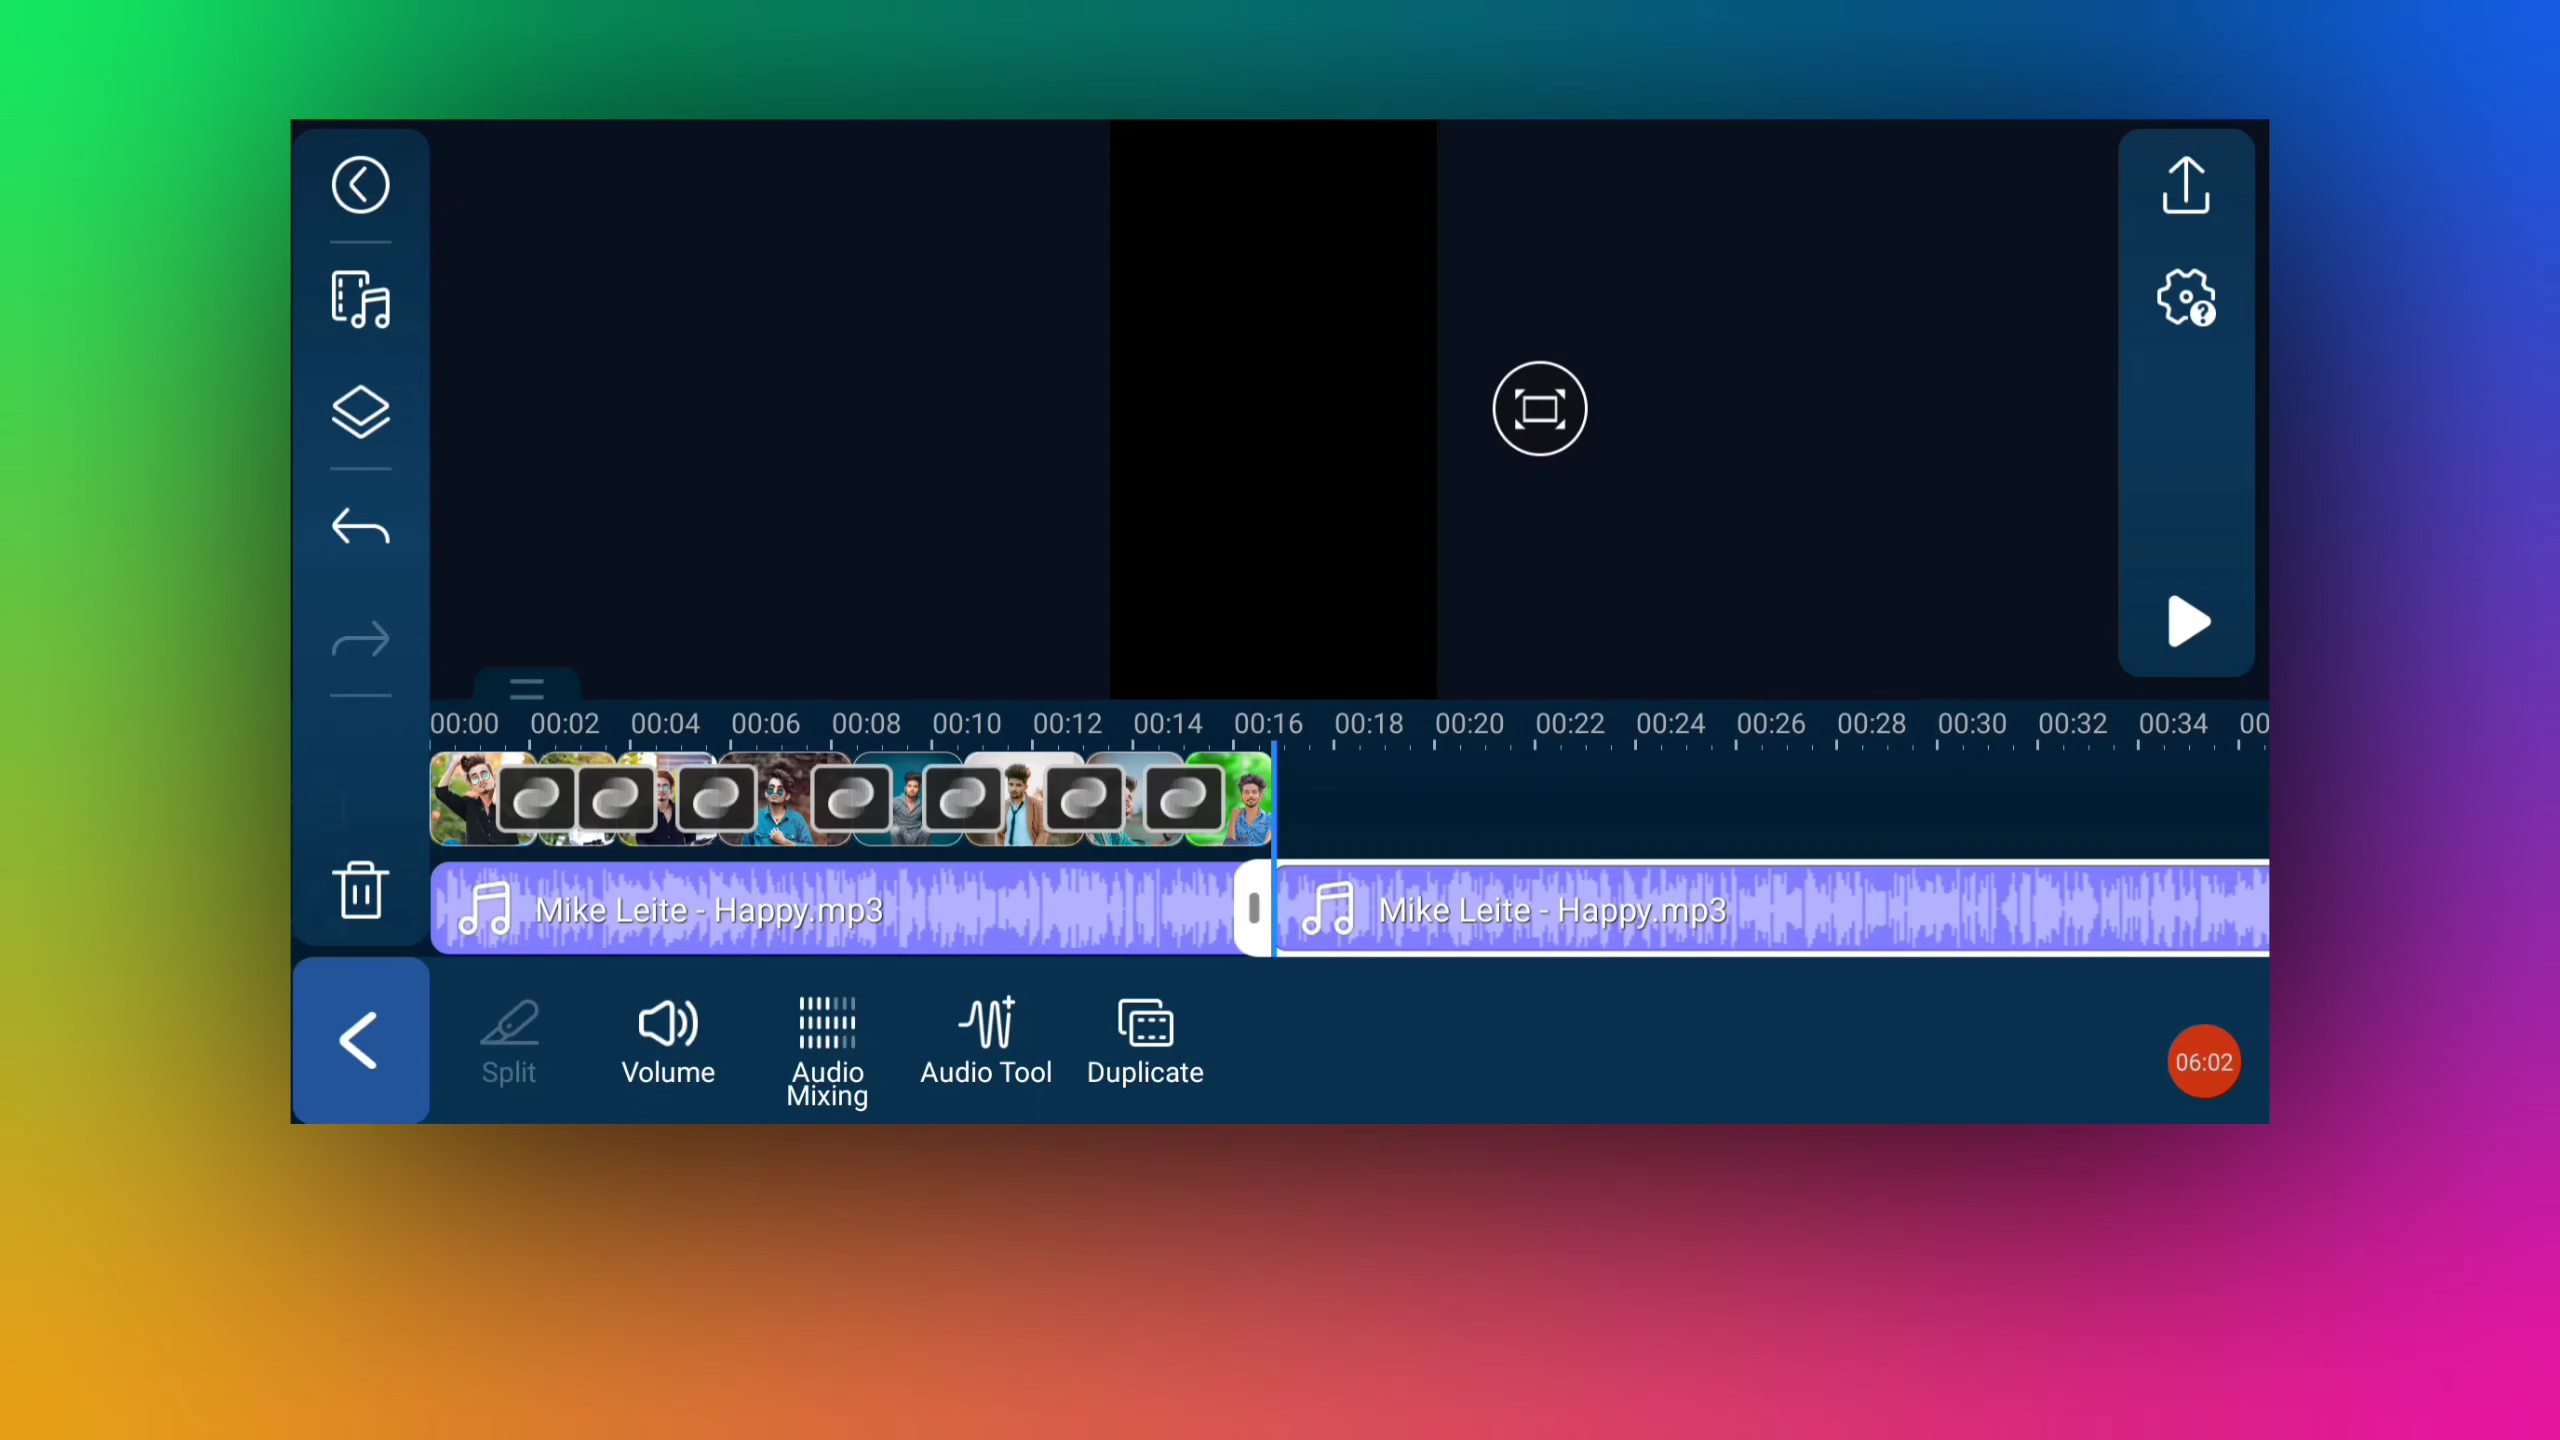 00:00 00:02 00:04 00:06 00:08 00:10 00:12 00:14 00:16 00:18 00:20 00:22 00:24 00:26 00:28 00:30 00:32 00:34 00
Mike Leite - Happy.mp3 Mike Leite - Happy.mp3
Split Volume Audio Mixing Audio Tool Duplicate
06:02